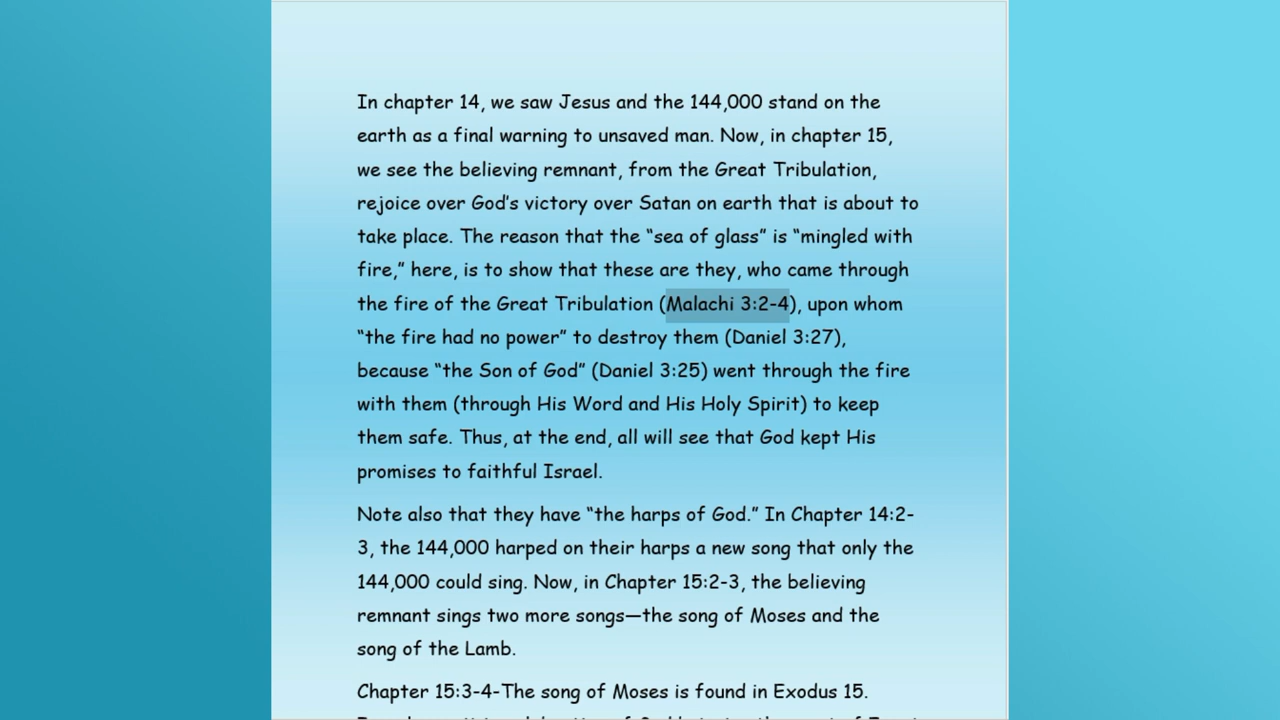 In chapter 14, we saw Jesus and the 144,000 stand on the
earth as a final warning to unsaved man. Now, in chapter 15,
we see the believing remnant, from the Great Tribulation,
rejoice over God’s victory over Satan on earth that is about to
take place. The reason that the “sea of glass” is “mingled with
fire,” here, is to show that these are they, who came through
the fire of the Great Tribulation (Malachi 3:2-4), upon whom
“the fire had no power” to destroy them (Daniel 3:27),
because “the Son of God” (Daniel 3:25) went through the fire
with them (through His Word and His Holy Spirit) to keep
them safe. Thus, at the end, all will see that God kept His
promises to faithful Israel.
Note also that they have “the harps of God.” In Chapter 14:2-
3, the 144,000 harped on their harps a new song that only the
144,000 could sing. Now, in Chapter 15:2-3, the believing
remnant sings two more songs—the song of Moses and the
song of the Lamb.
Chapter 15:3-4-The song of Moses is found in Exodus 15.